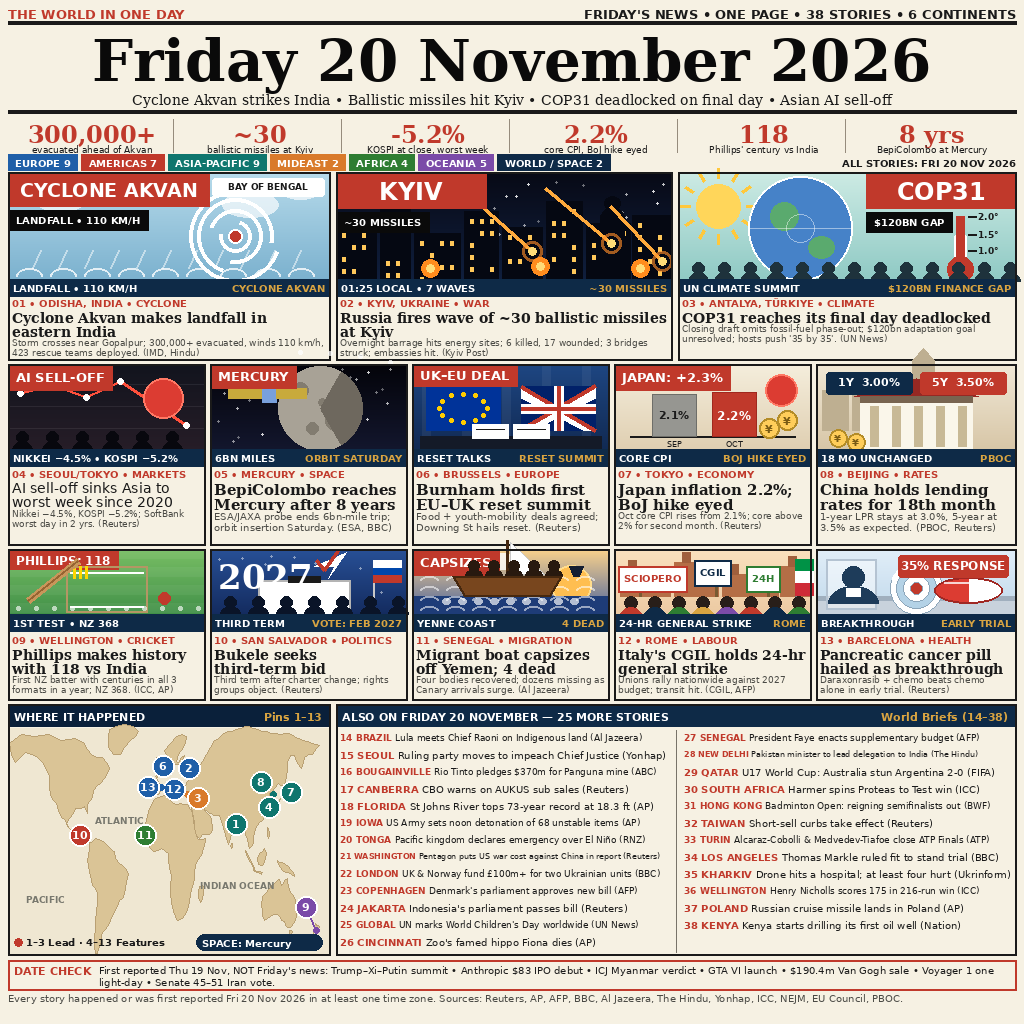 THE WORLD IN ONE DAY
FRIDAY'S NEWS • ONE PAGE • 38 STORIES • 6 CONTINENTS
Friday 20 November 2026
Cyclone Akvan strikes India • Ballistic missiles hit Kyiv • COP31 deadlocked on final day • Asian AI sell-off
300,000+
evacuated ahead of Akvan
~30
ballistic missiles at Kyiv
-5.2%
KOSPI at close, worst week
2.2%
core CPI, BoJ hike eyed
118
Phillips' century vs India
8 yrs
BepiColombo at Mercury
EUROPE 9
AMERICAS 7
ASIA-PACIFIC 9
MIDEAST 2
AFRICA 4
OCEANIA 5
WORLD / SPACE 2
ALL STORIES: FRI 20 NOV 2026
CYCLONE AKVAN
BAY OF BENGAL
LANDFALL • 110 KM/H
LANDFALL • 110 KM/H
CYCLONE AKVAN
01 • ODISHA, INDIA • CYCLONE
Cyclone Akvan makes landfall in
eastern India
Storm crosses near Gopalpur; 300,000+ evacuated, winds 110 km/h,
423 rescue teams deployed. (IMD, Hindu)
KYIV
~30 MISSILES
01:25 LOCAL • 7 WAVES
~30 MISSILES
02 • KYIV, UKRAINE • WAR
Russia fires wave of ~30 ballistic missiles
at Kyiv
Overnight barrage hits energy sites; 6 killed, 17 wounded; 3 bridges
struck; embassies hit. (Kyiv Post)
COP31
$120BN GAP
2.0°
1.5°
1.0°
UN CLIMATE SUMMIT
$120BN FINANCE GAP
03 • ANTALYA, TÜRKIYE • CLIMATE
COP31 reaches its final day deadlocked
Closing draft omits fossil-fuel phase-out; $120bn adaptation goal
unresolved; hosts push ‘35 by 35’. (UN News)
AI SELL-OFF
NIKKEI −4.5% • KOSPI −5.2%
04 • SEOUL/TOKYO • MARKETS
AI sell-off sinks Asia to
worst week since 2020
Nikkei −4.5%, KOSPI −5.2%; SoftBank
worst day in 2 yrs. (Reuters)
MERCURY
6BN MILES
ORBIT SATURDAY
05 • MERCURY • SPACE
BepiColombo reaches
Mercury after 8 years
ESA/JAXA probe ends 6bn-mile trip;
orbit insertion Saturday. (ESA, BBC)
UK–EU DEAL
RESET TALKS
RESET SUMMIT
06 • BRUSSELS • EUROPE
Burnham holds first
EU–UK reset summit
Food + youth-mobility deals agreed;
Downing St hails reset. (Reuters)
JAPAN: +2.3%
2.1%
2.2%
SEP
OCT
¥
¥
CORE CPI
BOJ HIKE EYED
07 • TOKYO • ECONOMY
Japan inflation 2.2%;
BoJ hike eyed
Oct core CPI rises from 2.1%; core above
2% for second month. (Reuters)
1Y 3.00%
5Y 3.50%
¥
¥
18 MO UNCHANGED
PBOC
08 • BEIJING • RATES
China holds lending
rates for 18th month
1-year LPR stays at 3.0%, 5-year at
3.5% as expected. (PBOC, Reuters)
PHILLIPS: 118
1ST TEST • NZ 368
09 • WELLINGTON • CRICKET
Phillips makes history
with 118 vs India
First NZ batter with centuries in all 3
formats in a year; NZ 368. (ICC, AP)
2027
THIRD TERM
VOTE: FEB 2027
10 • SAN SALVADOR • POLITICS
Bukele seeks
third-term bid
Third term after charter change; rights
groups object. (Reuters)
CAPSIZES
YENNE COAST
4 DEAD
11 • SENEGAL • MIGRATION
Migrant boat capsizes
off Yemen; 4 dead
Four bodies recovered; dozens missing as
Canary arrivals surge. (Al Jazeera)
SCIOPERO
CGIL
24H
24-HR GENERAL STRIKE
ROME
12 • ROME • LABOUR
Italy's CGIL holds 24-hr
general strike
Unions rally nationwide against 2027
budget; transit hit. (CGIL, AFP)
35% RESPONSE
BREAKTHROUGH
EARLY TRIAL
13 • BARCELONA • HEALTH
Pancreatic cancer pill
hailed as breakthrough
Daraxonrasib + chemo beats chemo
alone in early trial. (Reuters)
WHERE IT HAPPENED
Pins 1–13
6
2
13
12
3
8
7
4
1
10
11
9
ATLANTIC
PACIFIC
INDIAN OCEAN
1–3 Lead · 4–13 Features
SPACE: Mercury
ALSO ON FRIDAY 20 NOVEMBER — 25 MORE STORIES
World Briefs (14–38)
14 BRAZIL Lula meets Chief Raoni on Indigenous land (Al Jazeera)
15 SEOUL Ruling party moves to impeach Chief Justice (Yonhap)
16 BOUGAINVILLE Rio Tinto pledges $370m for Panguna mine (ABC)
17 CANBERRA CBO warns on AUKUS sub sales (Reuters)
18 FLORIDA St Johns River tops 73-year record at 18.3 ft (AP)
19 IOWA US Army sets noon detonation of 68 unstable items (AP)
20 TONGA Pacific kingdom declares emergency over El Niño (RNZ)
21 WASHINGTON Pentagon puts US war cost against China in report (Reuters)
22 LONDON UK & Norway fund £100m+ for two Ukrainian units (BBC)
23 COPENHAGEN Denmark's parliament approves new bill (AFP)
24 JAKARTA Indonesia's parliament passes bill (Reuters)
25 GLOBAL UN marks World Children's Day worldwide (UN News)
26 CINCINNATI Zoo's famed hippo Fiona dies (AP)
27 SENEGAL President Faye enacts supplementary budget (AFP)
28 NEW DELHI Pakistan minister to lead delegation to India (The Hindu)
29 QATAR U17 World Cup: Australia stun Argentina 2-0 (FIFA)
30 SOUTH AFRICA Harmer spins Proteas to Test win (ICC)
31 HONG KONG Badminton Open: reigning semifinalists out (BWF)
32 TAIWAN Short-sell curbs take effect (Reuters)
33 TURIN Alcaraz-Cobolli & Medvedev-Tiafoe close ATP Finals (ATP)
34 LOS ANGELES Thomas Markle ruled fit to stand trial (BBC)
35 KHARKIV Drone hits a hospital; at least four hurt (Ukrinform)
36 WELLINGTON Henry Nicholls scores 175 in 216-run win (ICC)
37 POLAND Russian cruise missile lands in Poland (AP)
38 KENYA Kenya starts drilling its first oil well (Nation)
DATE CHECK First reported Thu 19 Nov, NOT Friday's news: Trump–Xi–Putin summit • Anthropic $83 IPO debut • ICJ Myanmar verdict • GTA VI launch • $190.4m Van Gogh sale • Voyager 1 one
light-day • Senate 45–51 Iran vote.
Every story happened or was first reported Fri 20 Nov 2026 in at least one time zone. Sources: Reuters, AP, AFP, BBC, Al Jazeera, The Hindu, Yonhap, ICC, NEJM, EU Council, PBOC.